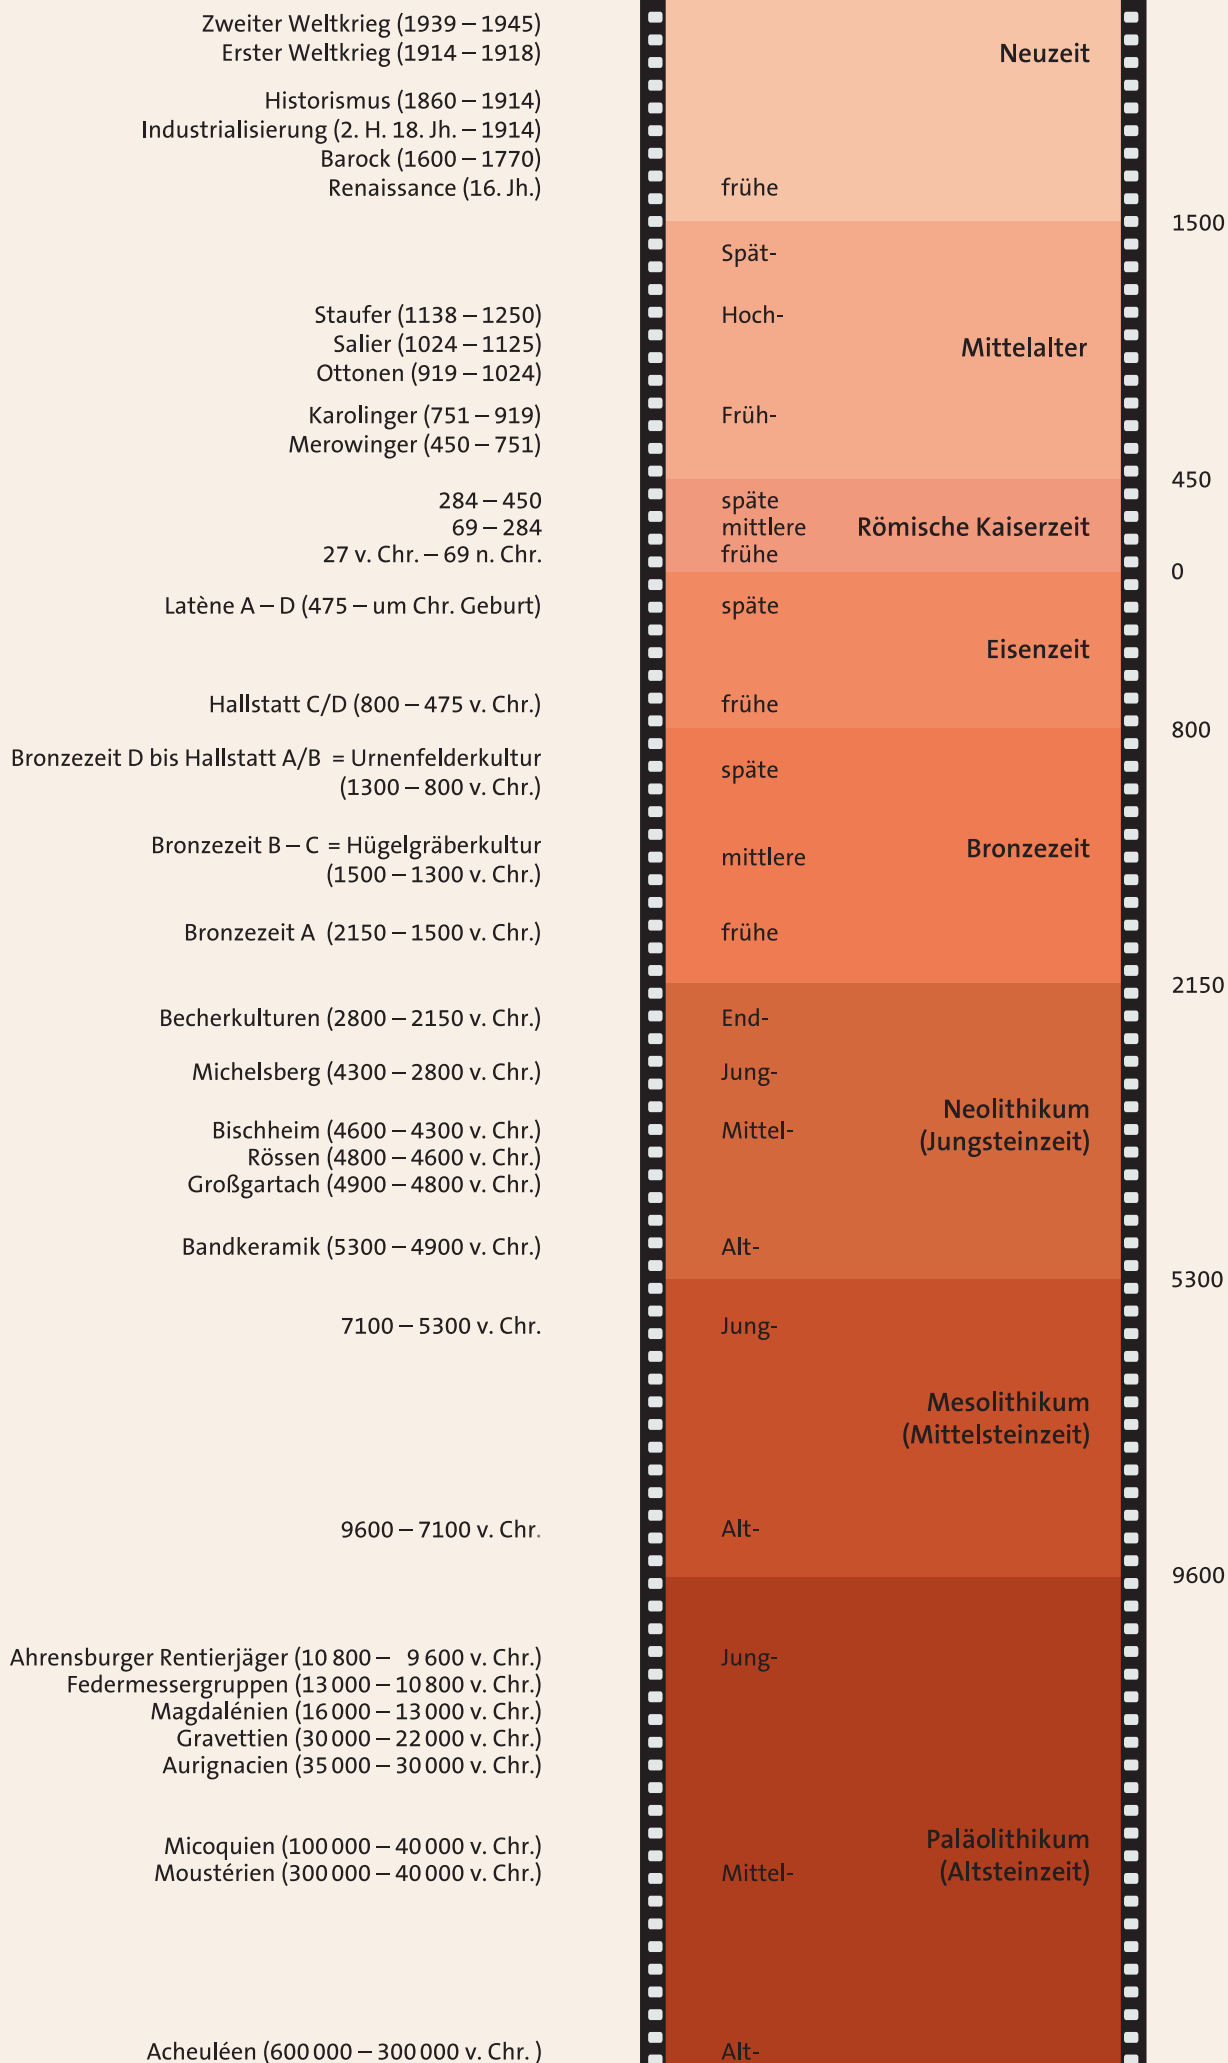 Zweiter Weltkrieg (1939 – 1945)
Erster Weltkrieg (1914 – 1918)
Neuzeit
Historismus (1860 – 1914)
Industrialisierung (2. H. 18. Jh. – 1914)
Barock (1600 – 1770)
Renaissance (16. Jh.)
frühe
1500
Spät-
Staufer (1138 – 1250)
Hoch-
Salier (1024 – 1125)
Mittelalter
Ottonen (919 – 1024)
Karolinger (751 – 919)
Früh-
Merowinger (450 – 751)
450
284 – 450
späte
69 – 284
mittlere
Römische Kaiserzeit
27 v. Chr. – 69 n. Chr.
frühe
0
Latène A – D (475 – um Chr. Geburt)
späte
Eisenzeit
Hallstatt C/D (800 – 475 v. Chr.)
frühe
800
Bronzezeit D bis Hallstatt A/B = Urnenfelderkultur
(1300 – 800 v. Chr.)
späte
Bronzezeit B – C = Hügelgräberkultur
(1500 – 1300 v. Chr.)
mittlere
Bronzezeit
Bronzezeit A (2150 – 1500 v. Chr.)
frühe
2150
Becherkulturen (2800 – 2150 v. Chr.)
End-
Michelsberg (4300 – 2800 v. Chr.)
Jung-
Neolithikum
(Jungsteinzeit)
Bischheim (4600 – 4300 v. Chr.)
Mittel-
Rössen (4800 – 4600 v. Chr.)
Großgartach (4900 – 4800 v. Chr.)
Bandkeramik (5300 – 4900 v. Chr.)
Alt-
5300
7100 – 5300 v. Chr.
Jung-
Mesolithikum
(Mittelsteinzeit)
9600 – 7100 v. Chr.
Alt-
9600
Ahrensburger Rentierjäger (10 800 – 9 600 v. Chr.)
Jung-
Federmessergruppen (13 000 – 10 800 v. Chr.)
Magdalénien (16 000 – 13 000 v. Chr.)
Gravettien (30 000 – 22 000 v. Chr.)
Aurignacien (35 000 – 30 000 v. Chr.)
Paläolithikum
(Altsteinzeit)
Micoquien (100 000 – 40 000 v. Chr.)
Moustérien (300 000 – 40 000 v. Chr.)
Mittel-
Acheuléen (600 000 – 300 000 v. Chr. )
Alt-